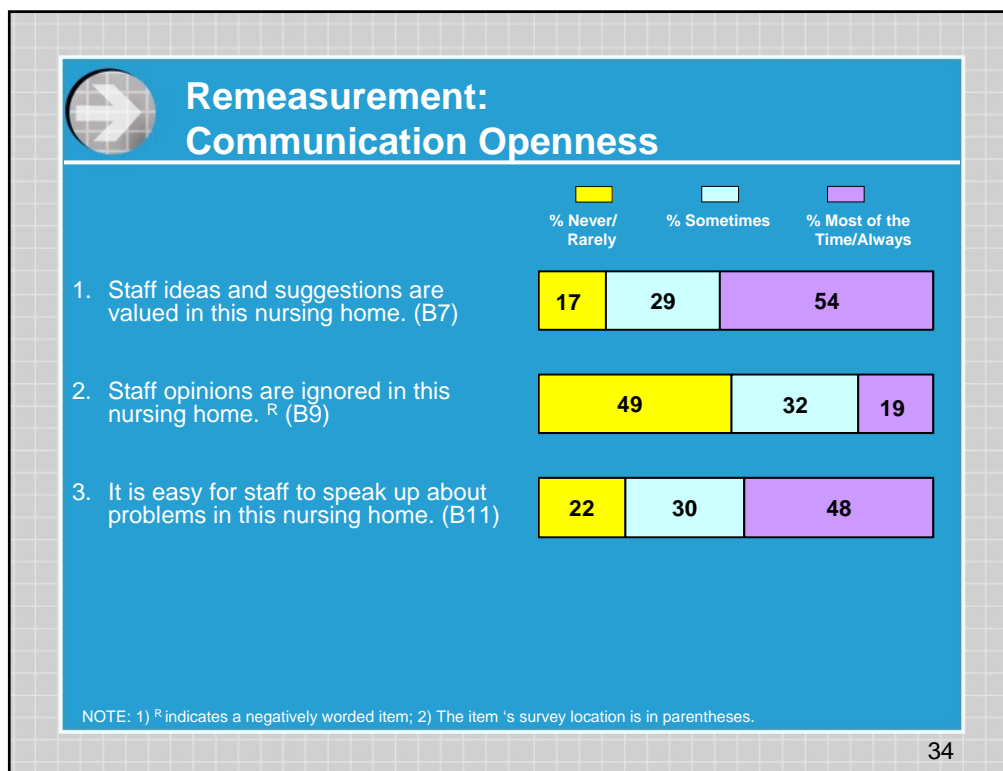 Remeasurement:
Communication Openness
% Never/
Rarely
% Sometimes
% Most of the
Time/Always
1. Staff ideas and suggestions are
valued in this nursing home. (B7)
17 29 54
2. Staff opinions are ignored in this
nursing home. R (B9)
49 32 19
3. It is easy for staff to speak up about
problems in this nursing home. (B11)
22 30 48
NOTE: 1) R indicates a negatively worded item; 2) The item ‘s survey location is in parentheses.
34